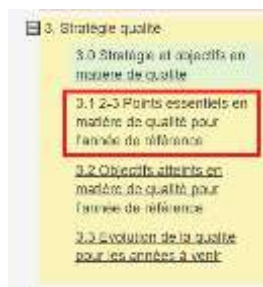 3. Stratégie qualité
3.0 Stratégie et objectifs en
matière de qualité
3.1 2-3 Points essentiels en
matière de qualité pour
l'année de référence
3.2 Objectifs atteints en
matière de qualité pour
l'année de référence
3.3 Evolution de la qualité
pour les années à venir